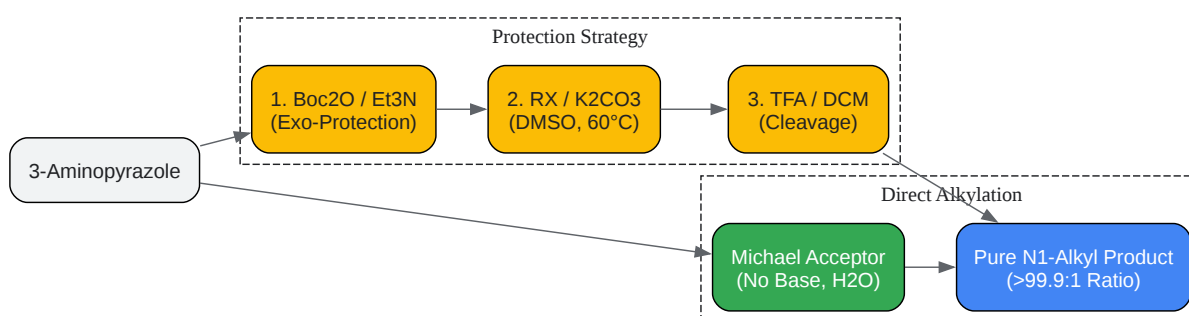 Protection Strategy
1. Boc2O / Et3N
(Exo-Protection)
2. RX / K2CO3
(DMSO, 60°C)
3. TFA / DCM
(Cleavage)
3-Aminopyrazole
Direct Alkylation
Michael Acceptor
(No Base, H2O)
Pure N1-Alkyl Product
(>99.9:1 Ratio)